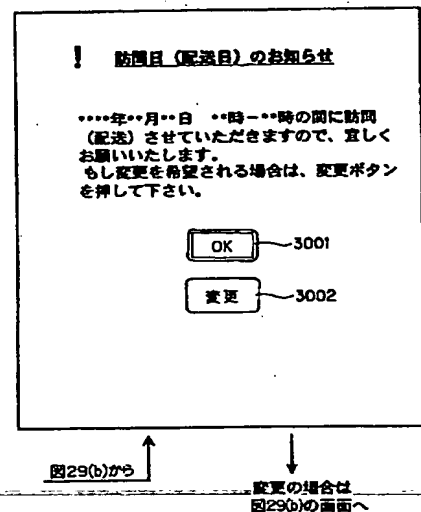 ! 訪問日（配送日）のお知らせ
••••年••月••日 ••時－••時の間に訪問
（配送）させていただきますので、宜しく
お願いいたします。
もし変更を希望される場合は、変更ボタン
を押して下さい。
OK
3001
変更
3002
図29(b)から
変更の場合は
図29(b)の画面へ